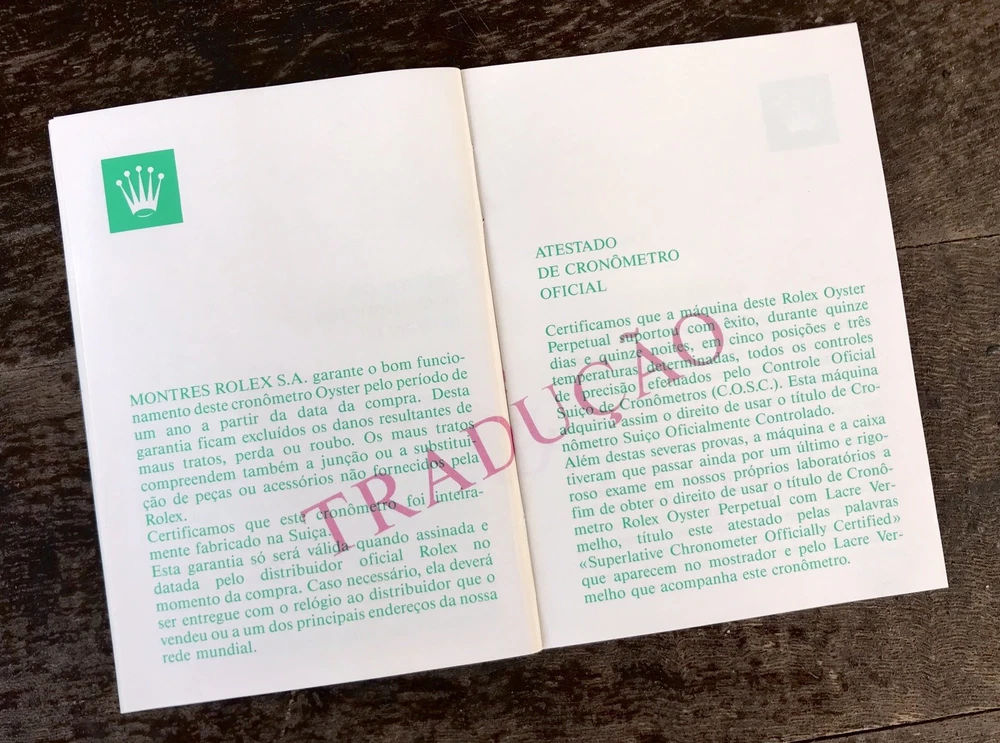 MONTRES ROLEX S.A. garante o bom funcio-
namento deste cronômetro Oyster pelo período de
um ano a partir da data da compra. Desta
garantia ficam excluídos os danos resultantes de
maus tratos, perda ou roubo. Os maus tratos
compreendem também a junção ou a substitui-
ção de peças ou acessórios não fornecidos pela
Rolex.
Certificamos que este cronômetro foi inteira-
mente fabricado na Suiça.
Esta garantia só será válida quando assinada e
datada pelo distribuidor oficial Rolex no
momento da compra. Caso necessário, ela deverá
ser entregue com o relógio ao distribuidor que o
vendeu ou a um dos principais endereços da nossa
rede mundial.
TRADUÇÃO
ATESTADO
DE CRONÔMETRO
OFICIAL
Certificamos que a máquina deste Rolex Oyster
Perpetual suportou com êxito, durante quinze
dias e quinze noites, em cinco posições e três
temperaturas determinadas, todos os controles
de precisão efetuados pelo Controle Oficial
Suiço de Cronômetros (C.O.S.C.). Esta máquina
adquiriu assim o direito de usar o título de Cro-
nômetro Suiço Oficialmente Controlado.
Além destas severas provas, a máquina e a caixa
tiveram que passar ainda por um último e rigo-
roso exame em nossos próprios laboratórios a
fim de obter o direito de usar o título de Cronô-
metro Rolex Oyster Perpetual com Lacre Ver-
melho, título este atestado pelas palavras
«Superlative Chronometer Officially Certified»
que aparecem no mostrador e pelo Lacre Ver-
melho que acompanha este cronômetro.